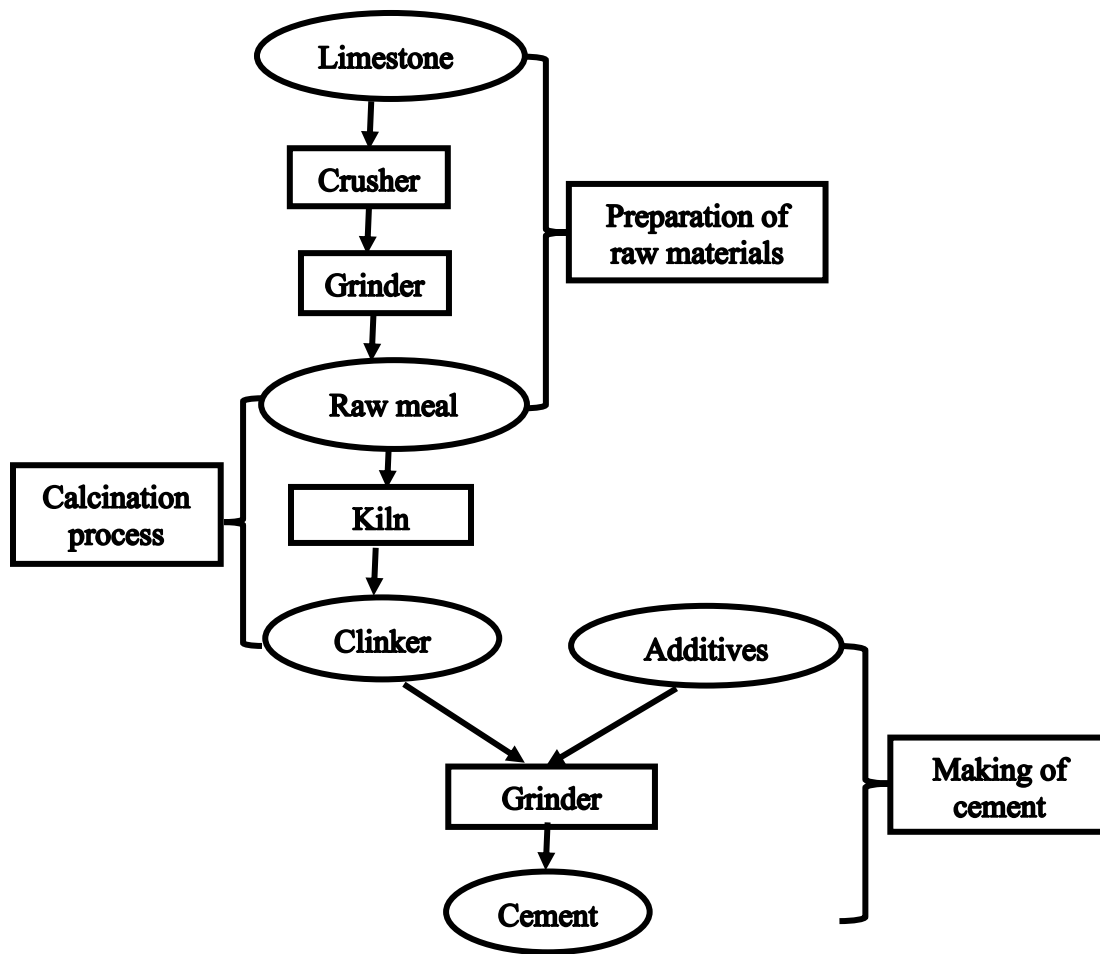 Limestone
Crusher
Preparation of
raw materials
Grinder
Raw meal
Calcination
process
Kiln
Clinker
Additives
Grinder
Making of
cement
Cement